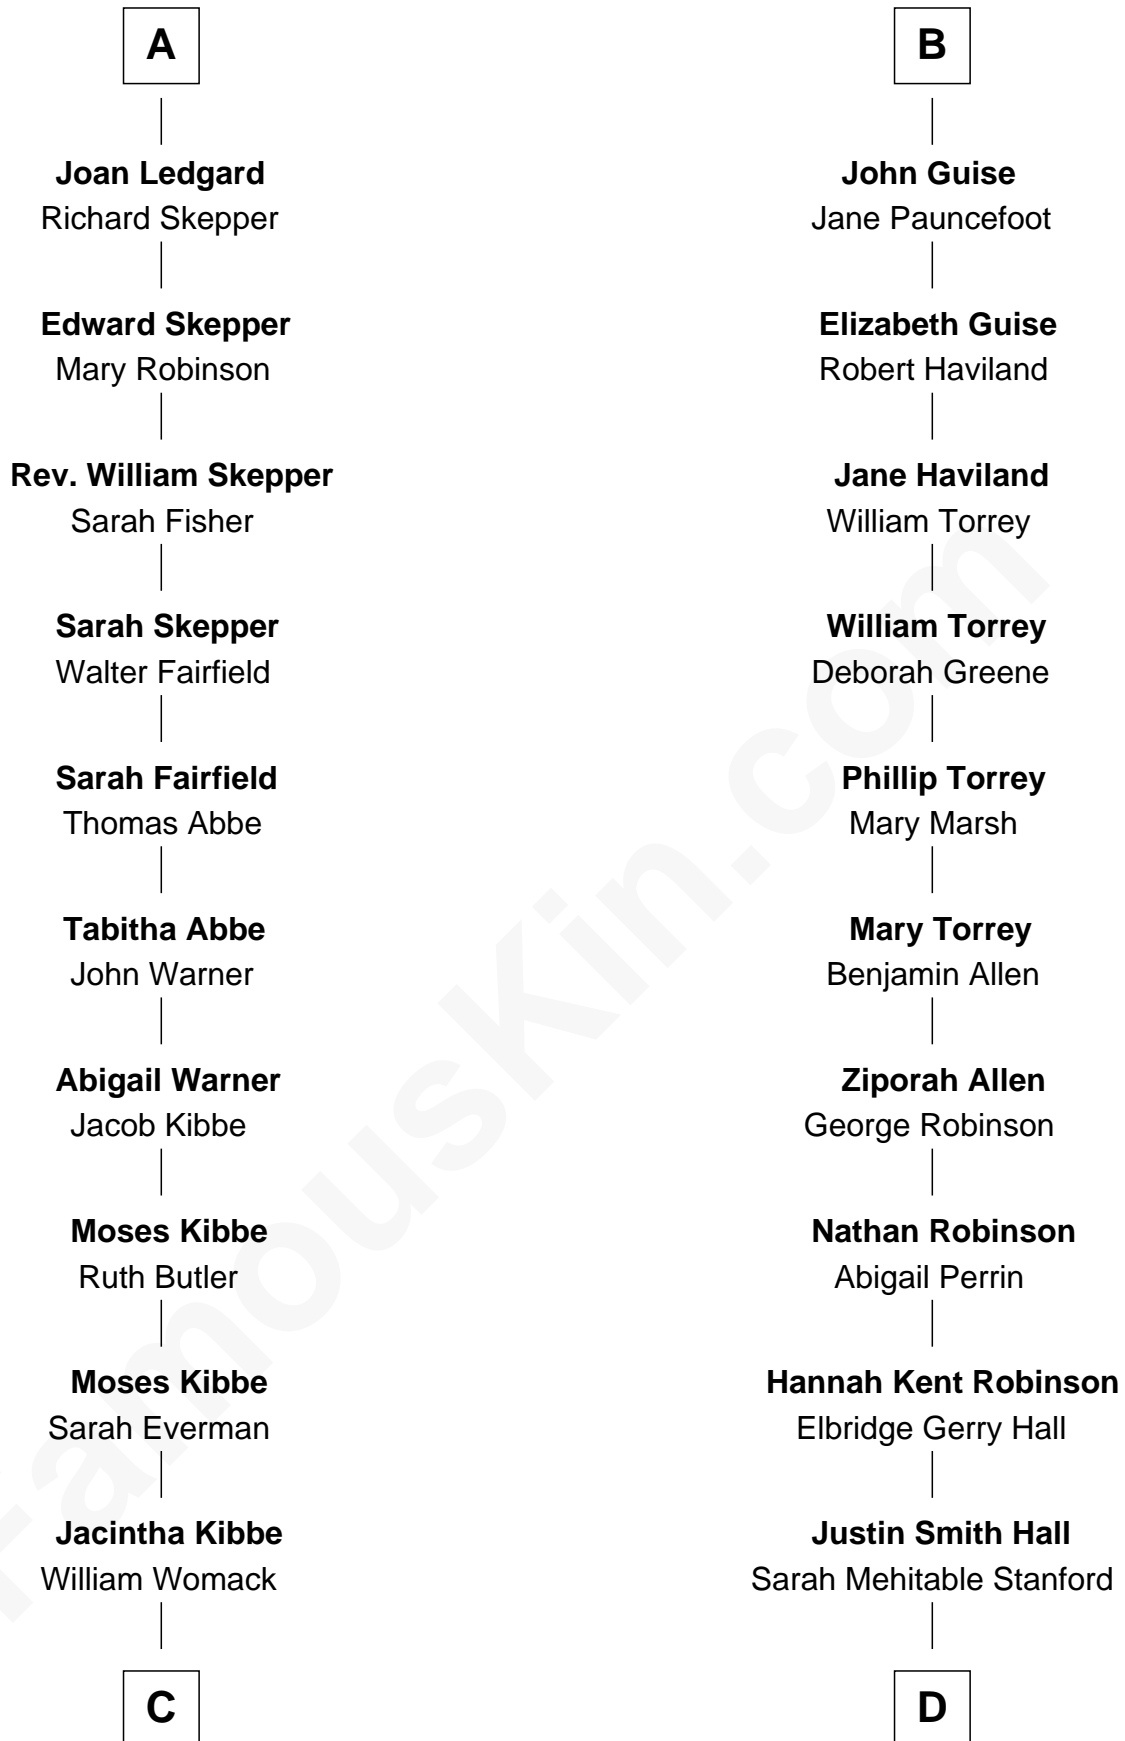 A
Joan Ledgard
Richard Skepper
Edward Skepper
Mary Robinson
Rev. William Skepper
Sarah Fisher
Sarah Skepper
Walter Fairfield
Sarah Fairfield
Thomas Abbe
Tabitha Abbe
John Warner
Abigail Warner
Jacob Kibbe
Moses Kibbe
Ruth Butler
Moses Kibbe
Sarah Everman
Jacintha Kibbe
William Womack
C
B
John Guise
Jane Pauncefoot
Elizabeth Guise
Robert Haviland
Jane Haviland
William Torrey
William Torrey
Deborah Greene
Phillip Torrey
Mary Marsh
Mary Torrey
Benjamin Allen
Ziporah Allen
George Robinson
Nathan Robinson
Abigail Perrin
Hannah Kent Robinson
Elbridge Gerry Hall
Justin Smith Hall
Sarah Mehitable Stanford
D
FamousKin.com